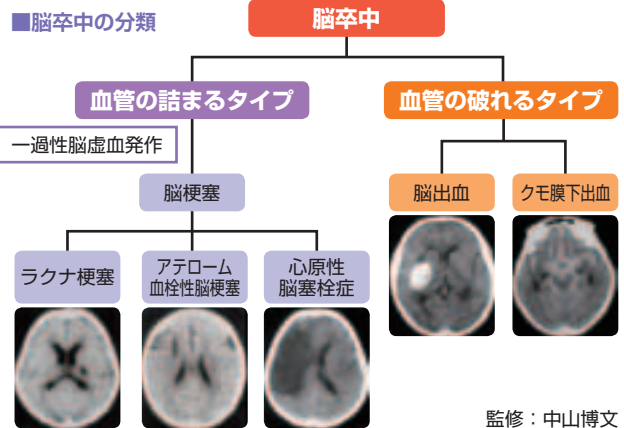 ■脳卒中の分類
脳卒中
血管の詰まるタイプ
血管の破れるタイプ
一過性脳虚血発作
脳梗塞
脳出血
クモ膜下出血
ラクナ梗塞
アテローム
血栓性脳梗塞
心原性
脳塞栓症
監修：中山博文